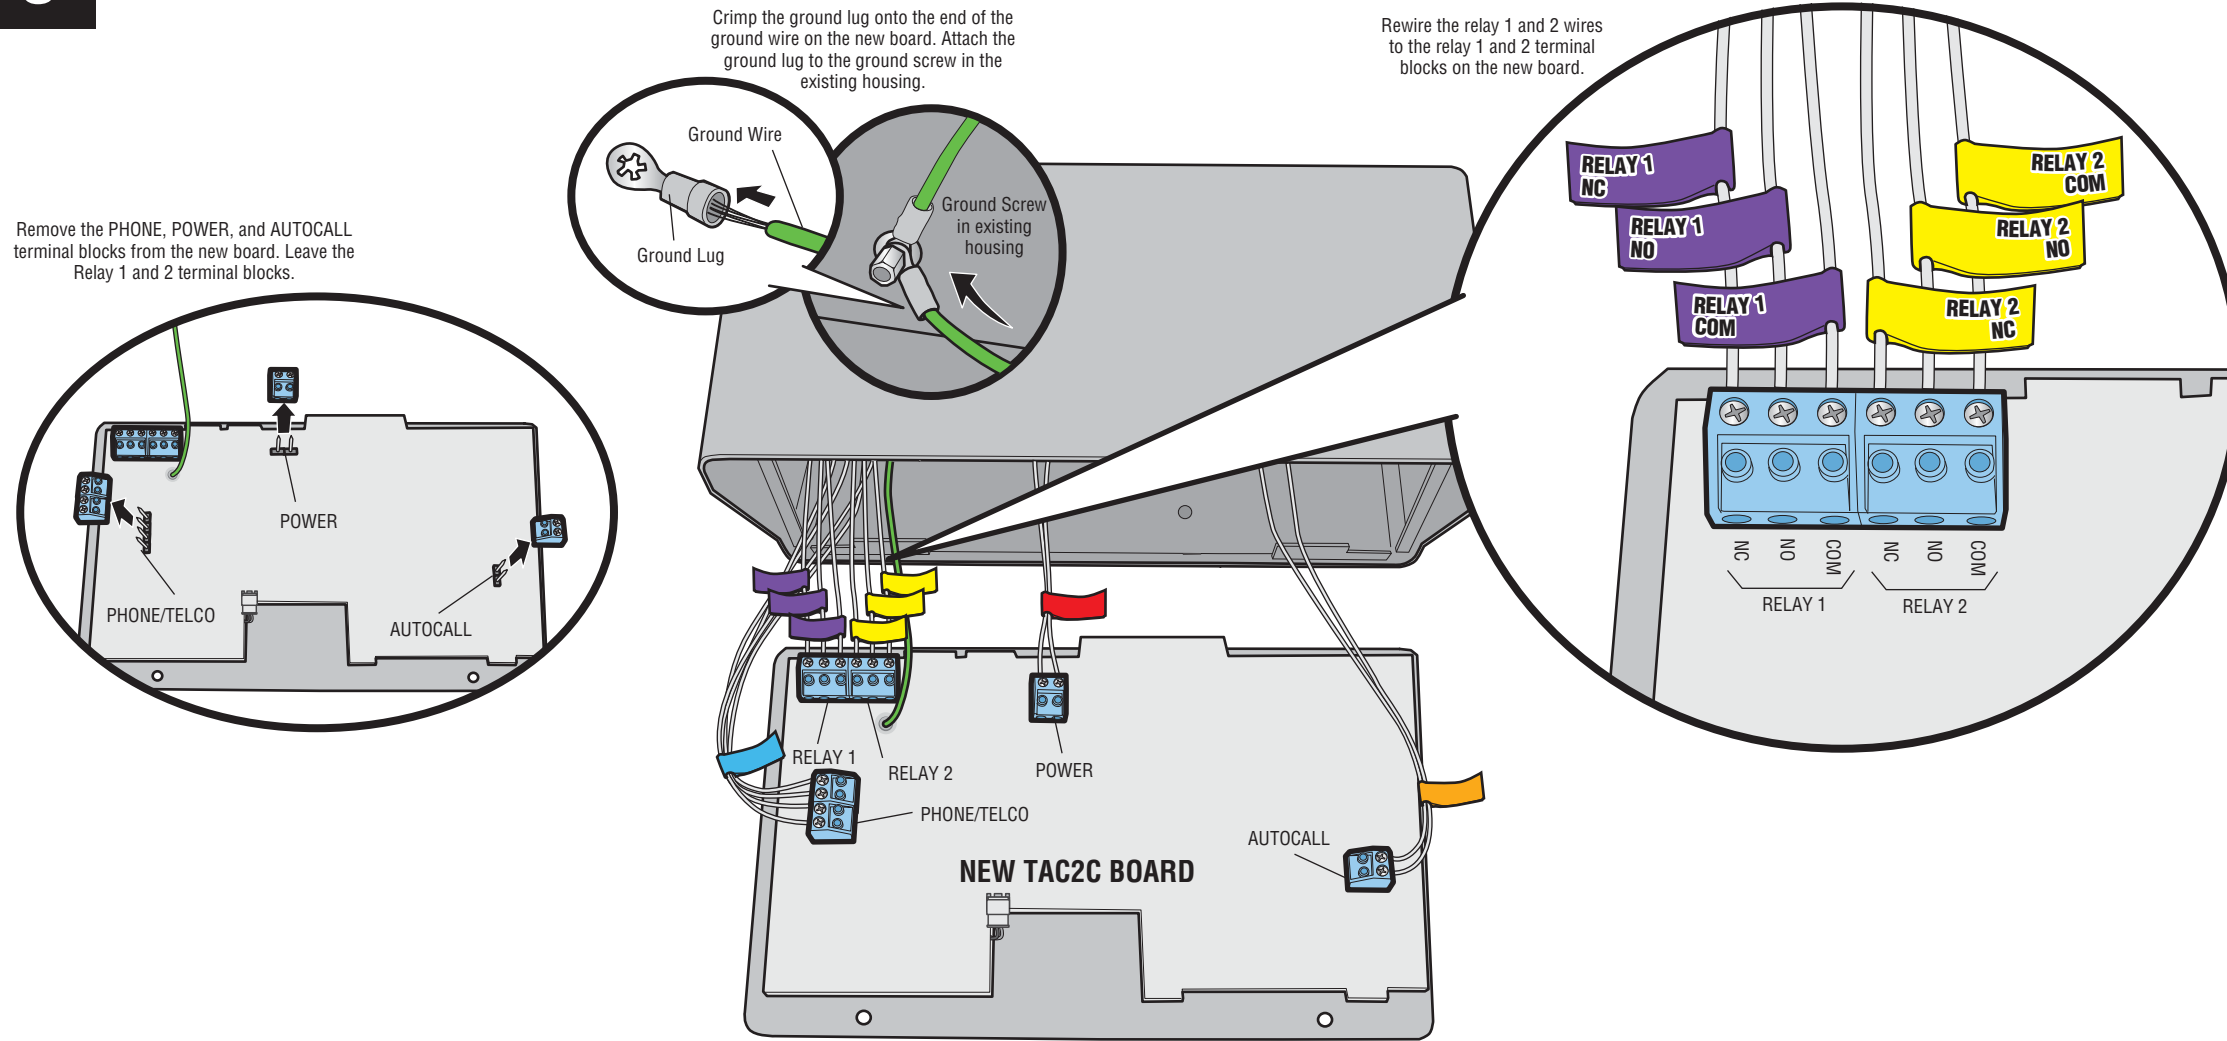 Crimp the ground lug onto the end of the
ground wire on the new board. Attach the
ground lug to the ground screw in the
existing housing.
Rewire the relay 1 and 2 wires
to the relay 1 and 2 terminal
blocks on the new board.
Remove the PHONE, POWER, and AUTOCALL
terminal blocks from the new board. Leave the
Relay 1 and 2 terminal blocks.
Ground Wire
Ground Lug
Ground Screw
in existing
housing
RELAY 1
NC
RELAY 1
NO
RELAY 1
COM
RELAY 2
COM
RELAY 2
NO
RELAY 2
NC
NC
NO
COM
NC
NO
COM
RELAY 1
RELAY 2
POWER
PHONE/TELCO
AUTOCALL
RELAY 1
RELAY 2
POWER
PHONE/TELCO
AUTOCALL
NEW TAC2C BOARD